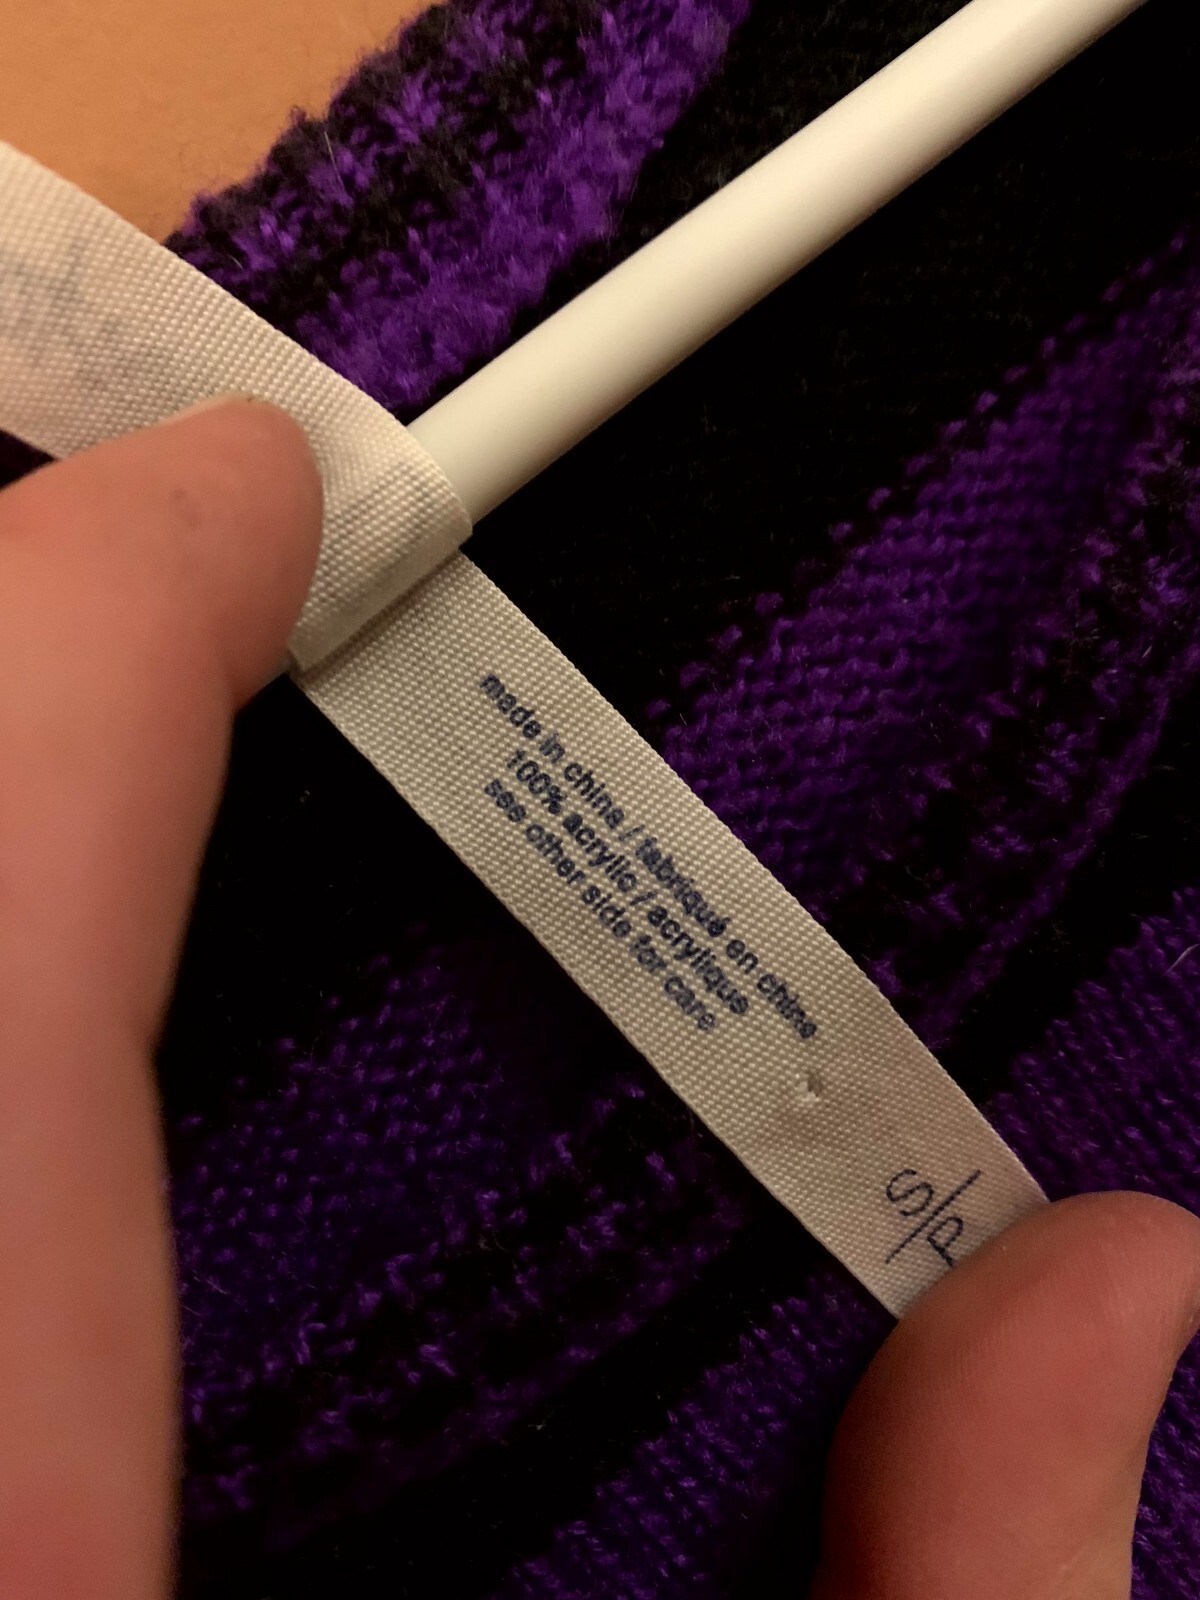 made in china / fabriqué en chine
100% acrylic / acrylique
see other side for care
S/P